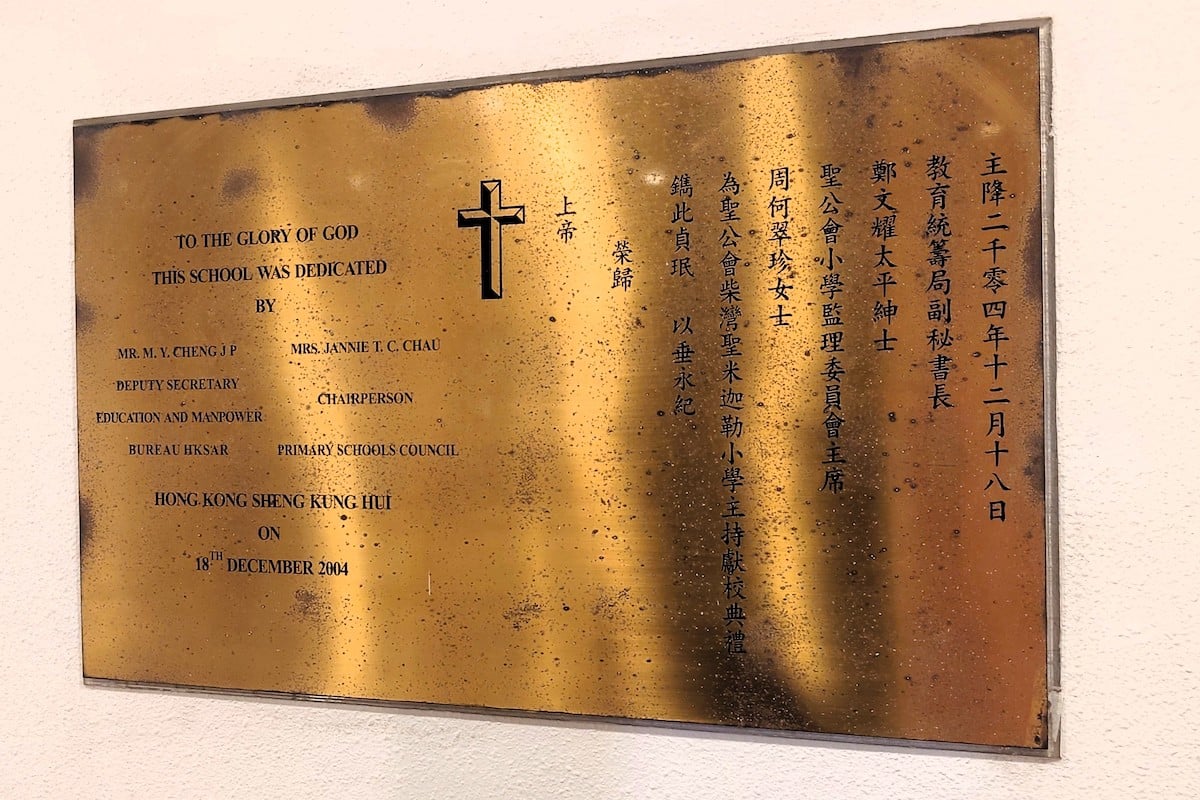 TO THE GLORY OF GOD
THIS SCHOOL WAS DEDICATED
BY
MR. M. Y. CHENG J P
DEPUTY SECRETARY
EDUCATION AND MANPOWER
BUREAU HKSAR
MRS. JANNIE T. C. CHAU
CHAIRPERSON
PRIMARY SCHOOLS COUNCIL
HONG KONG SHENG KUNG HUI
ON
18TH DECEMBER 2004
主降二千零四年十二月十八日
教育統籌局副秘書長
鄭文耀太平紳士
聖公會小學監理委員會主席
周何翠珍女士
為聖公會柴灣聖米迦勒小學主持獻校典禮
鐫此貞珉 以垂永紀
榮歸
上帝